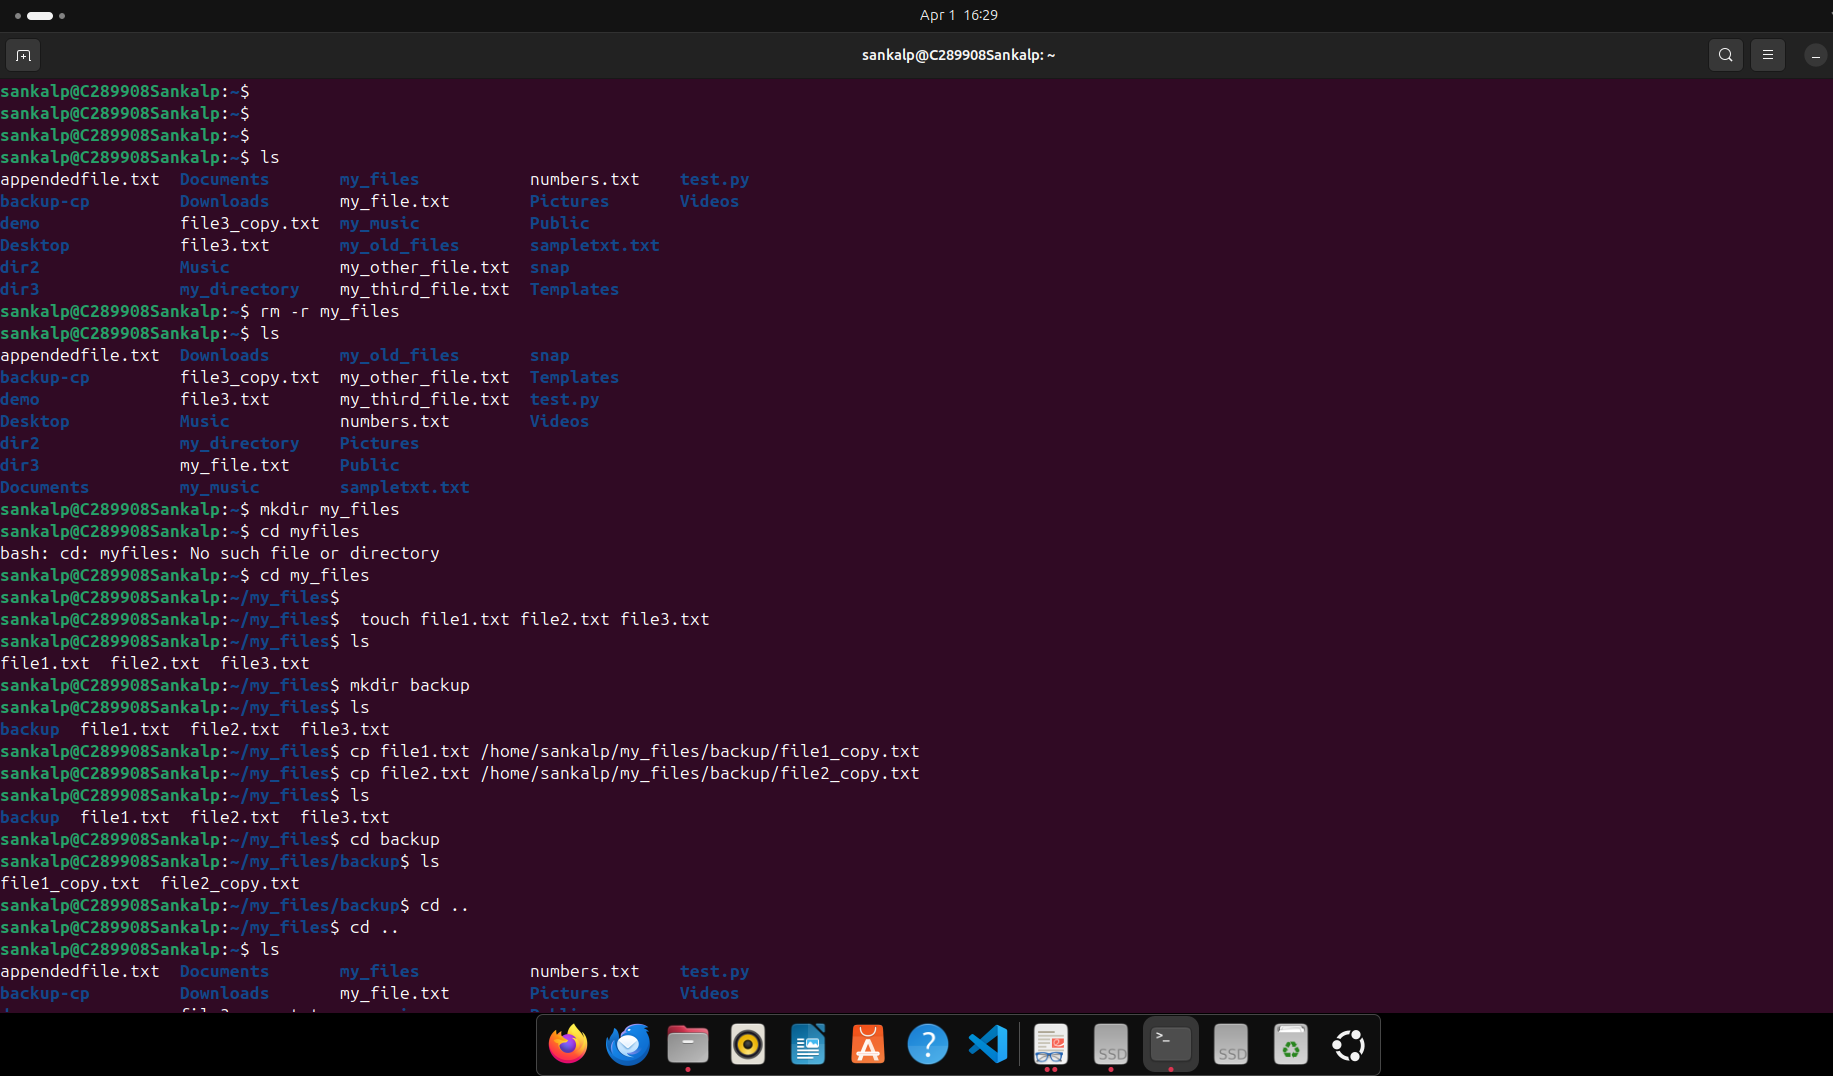 Apr 1 16:29
sankalp@C289908Sankalp: ~
sankalp@C289908Sankalp:~$
sankalp@C289908Sankalp:~$
sankalp@C289908Sankalp:~$
sankalp@C289908Sankalp:~$ ls
appendedfile.txt Documents my_files numbers.txt test.py
backup-cp Downloads my_file.txt Pictures Videos
demo file3_copy.txt my_music Public
Desktop file3.txt my_old_files sampletxt.txt
dir2 Music my_other_file.txt snap
dir3 my_directory my_third_file.txt Templates
sankalp@C289908Sankalp:~$ rm -r my_files
sankalp@C289908Sankalp:~$ ls
appendedfile.txt Downloads my_old_files snap
backup-cp file3_copy.txt my_other_file.txt Templates
demo file3.txt my_third_file.txt test.py
Desktop Music numbers.txt Videos
dir2 my_directory Pictures
dir3 my_file.txt Public
Documents my_music sampletxt.txt
sankalp@C289908Sankalp:~$ mkdir my_files
sankalp@C289908Sankalp:~$ cd myfiles
bash: cd: myfiles: No such file or directory
sankalp@C289908Sankalp:~$ cd my_files
sankalp@C289908Sankalp:~/my_files$
sankalp@C289908Sankalp:~/my_files$  touch file1.txt file2.txt file3.txt
sankalp@C289908Sankalp:~/my_files$ ls
file1.txt file2.txt file3.txt
sankalp@C289908Sankalp:~/my_files$ mkdir backup
sankalp@C289908Sankalp:~/my_files$ ls
backup file1.txt file2.txt file3.txt
sankalp@C289908Sankalp:~/my_files$ cp file1.txt /home/sankalp/my_files/backup/file1_copy.txt
sankalp@C289908Sankalp:~/my_files$ cp file2.txt /home/sankalp/my_files/backup/file2_copy.txt
sankalp@C289908Sankalp:~/my_files$ ls
backup file1.txt file2.txt file3.txt
sankalp@C289908Sankalp:~/my_files$ cd backup
sankalp@C289908Sankalp:~/my_files/backup$ ls
file1_copy.txt file2_copy.txt
sankalp@C289908Sankalp:~/my_files/backup$ cd ..
sankalp@C289908Sankalp:~/my_files$ cd ..
sankalp@C289908Sankalp:~$ ls
appendedfile.txt Documents my_files numbers.txt test.py
backup-cp Downloads my_file.txt Pictures Videos
? >_
SSD SSD